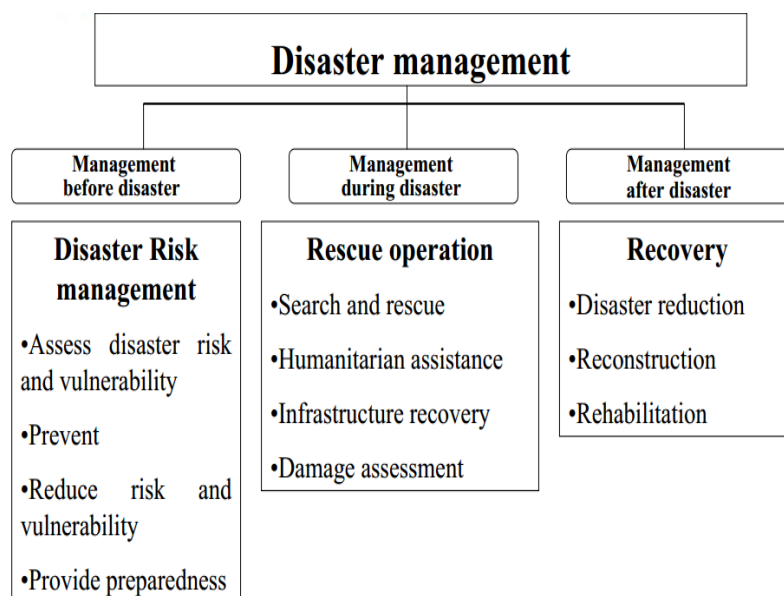 Disaster management
Management
before disaster
Management
during disaster
Management
after disaster
Disaster Risk
management
•Assess disaster risk
and vulnerability
•Prevent
•Reduce risk and
vulnerability
•Provide preparedness
Rescue operation
•Search and rescue
•Humanitarian assistance
•Infrastructure recovery
•Damage assessment
Recovery
•Disaster reduction
•Reconstruction
•Rehabilitation